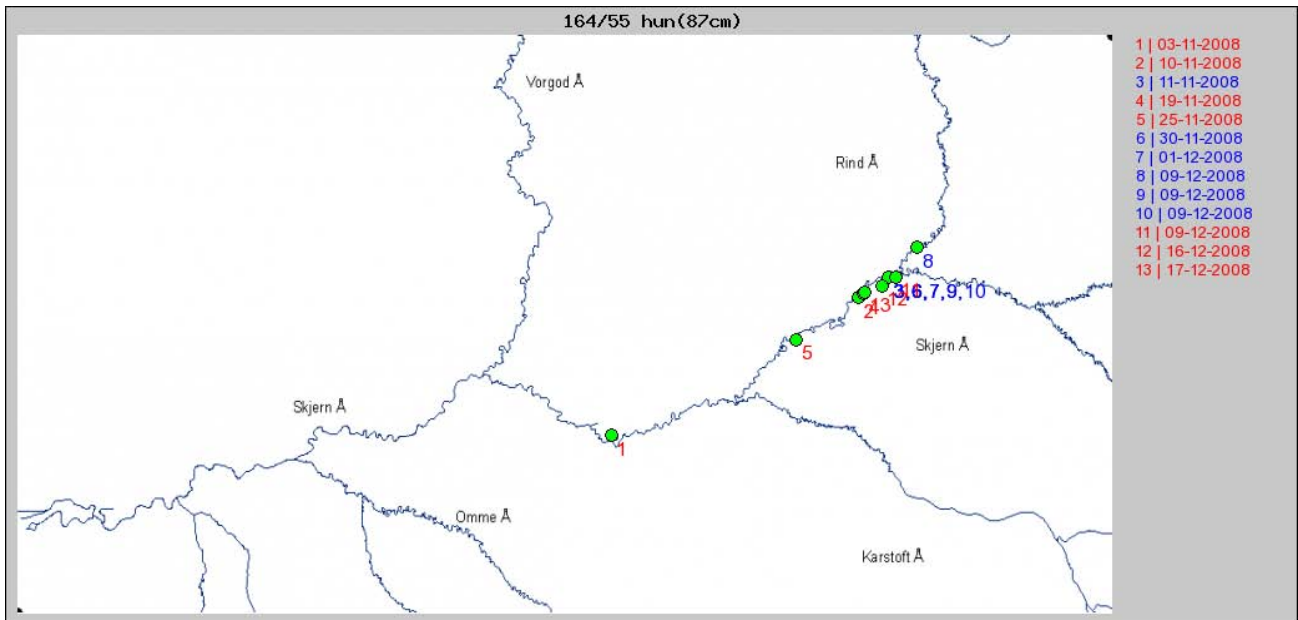 164/55 hun(87cm)
1 | 03-11-2008
2 | 10-11-2008
3 | 11-11-2008
4 | 19-11-2008
5 | 25-11-2008
6 | 30-11-2008
7 | 01-12-2008
8 | 09-12-2008
9 | 09-12-2008
10 | 09-12-2008
11 | 09-12-2008
12 | 16-12-2008
13 | 17-12-2008
Vorgod Å
Rind Å
8
3,6,7,9,10
12
13
2
Skjern Å
5
Skjern Å
1
Omme Å
Karstoft Å